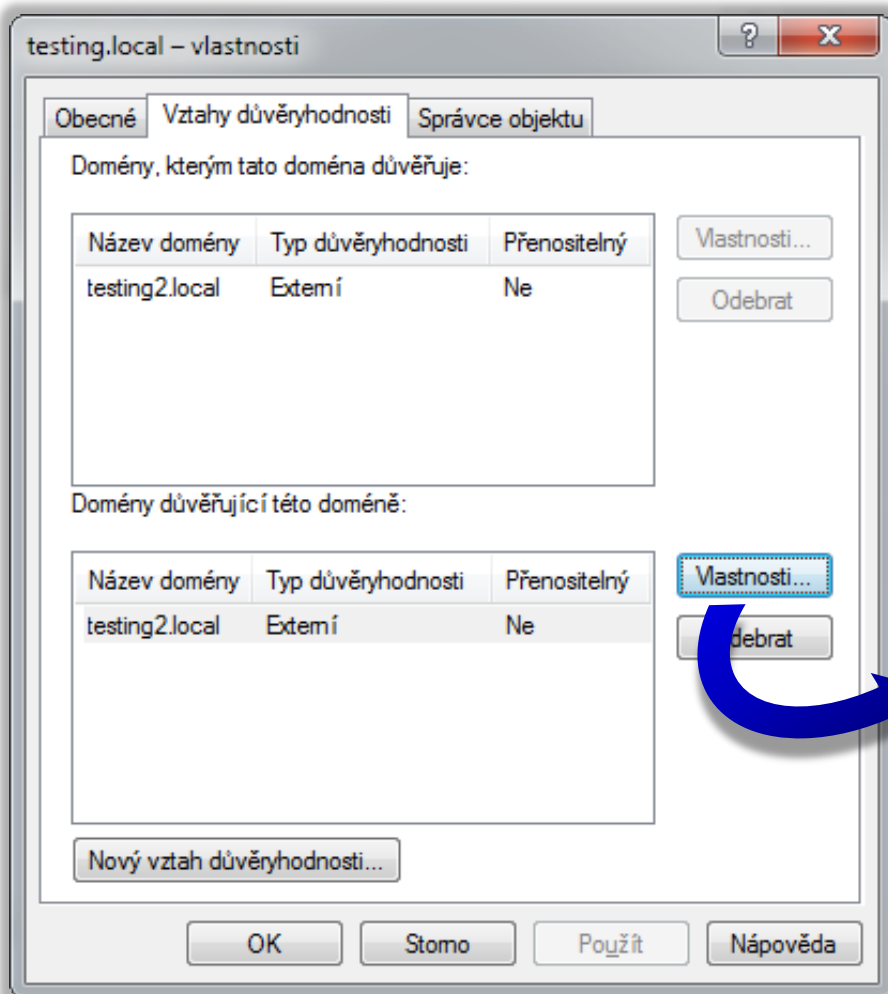 testing.local – vlastnosti
Obecné Vztahy důvěryhodnosti Správce objektu
Domény, kterým tato doména důvěřuje:
Název domény Typ důvěryhodnosti Přenositelný Vlastnosti...
testing2.local Externí Ne Odebrat
Domény důvěřující této doméně:
Název domény Typ důvěryhodnosti Přenositelný Vlastnosti...
testing2.local Externí Ne debrat
Nový vztah důvěryhodnosti...
OK Storno Použít Nápověda